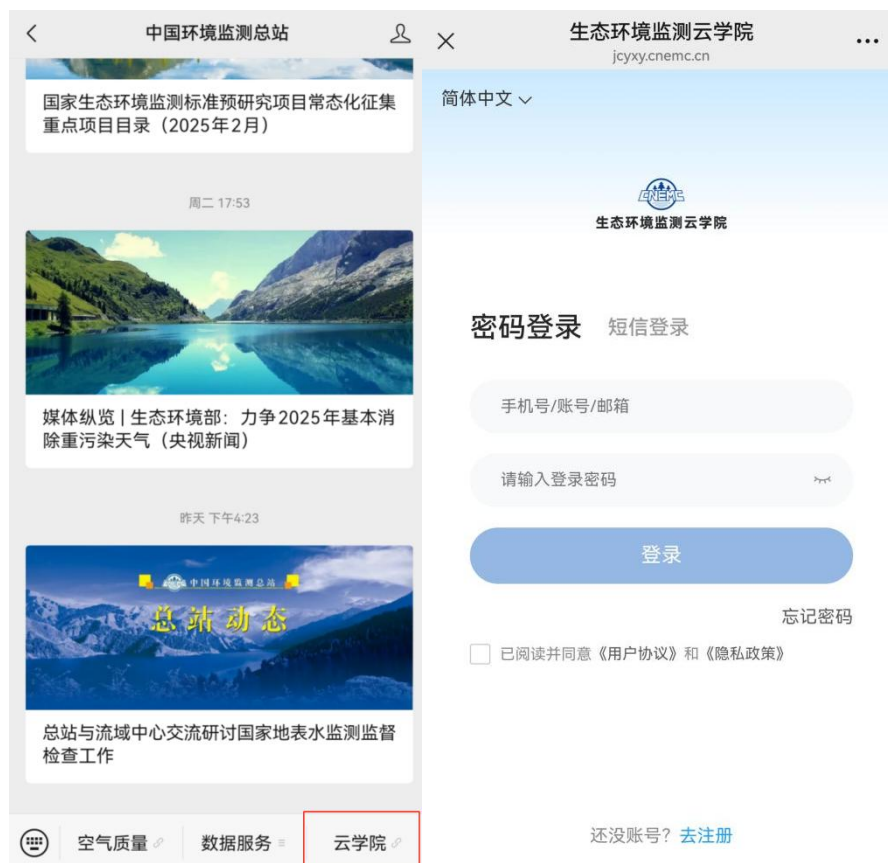 中国环境监测总站
国家生态环境监测标准预研究项目常态化征集
重点项目目录（2025年2月）
周二 17:53
媒体纵览 | 生态环境部：力争2025年基本消
除重污染天气（央视新闻）
昨天 下午4:23
中国环境监测总站
总站动态
总站与流域中心交流研讨国家地表水监测监督
检查工作
空气质量
数据服务
云学院
生态环境监测云学院
jcyxy.cnemc.cn
简体中文
CNEMC
生态环境监测云学院
密码登录 短信登录
手机号/账号/邮箱
请输入登录密码
登录
忘记密码
已阅读并同意《用户协议》和《隐私政策》
还没账号？去注册